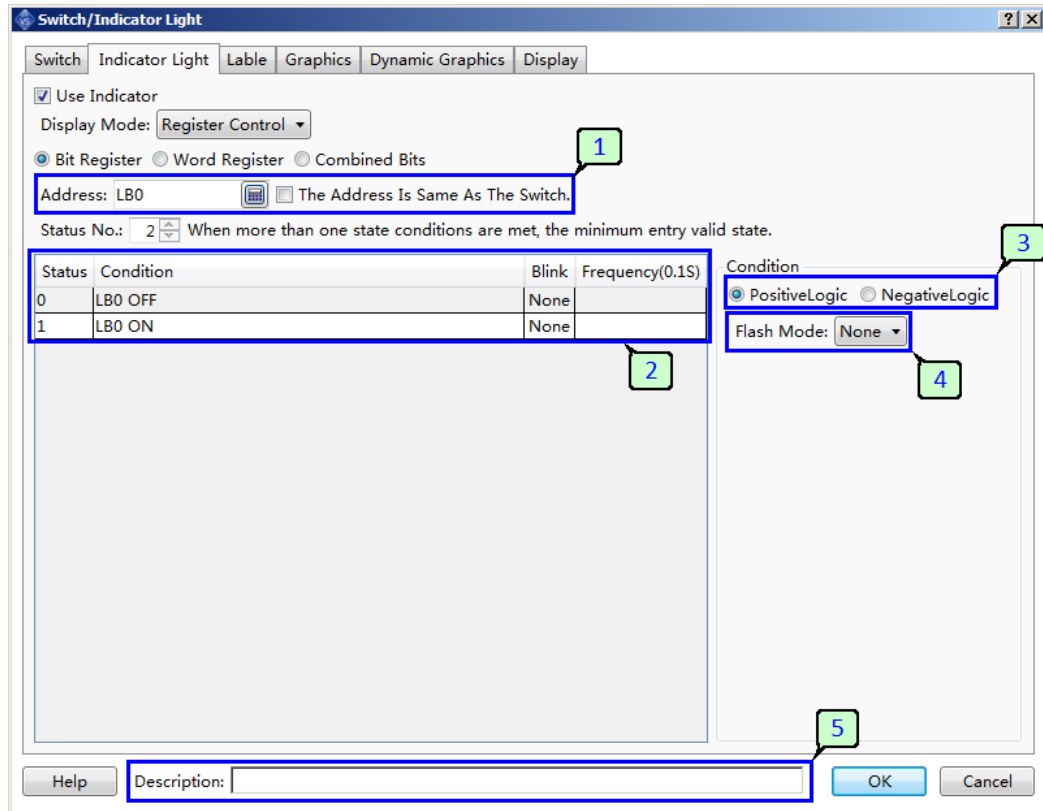 Switch/Indicator Light
Switch Indicator Light Lable Graphics Dynamic Graphics Display
Use Indicator
Display Mode: Register Control
Bit Register Word Register Combined Bits
1
Address: LB0 The Address Is Same As The Switch.
Status No.: 2 When more than one state conditions are met, the minimum entry valid state.
3
Status Condition Blink Frequency(0.1S) Condition
0 LB0 OFF None PositiveLogic NegativeLogic
1 LB0 ON None Flash Mode: None
2 4
5
Help Description: OK Cancel